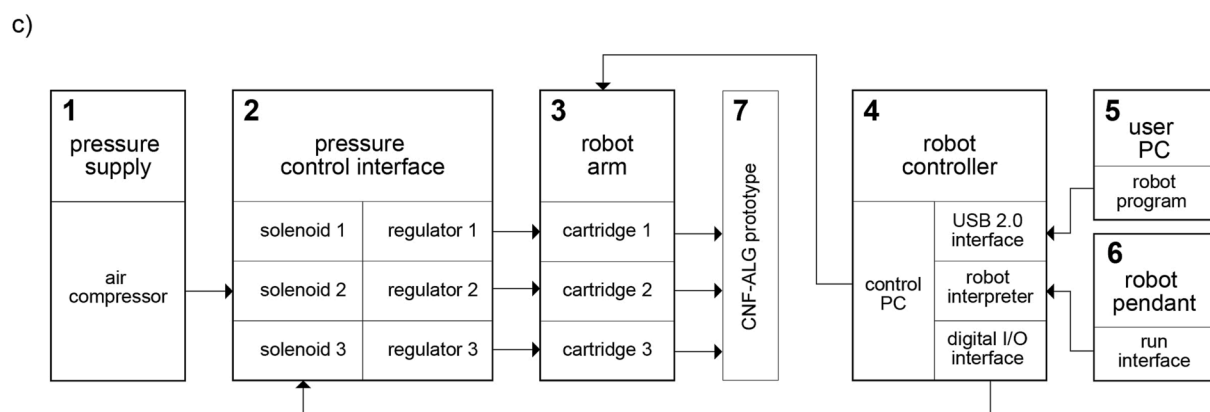 c)
1
pressure
supply
air
compressor
2
pressure
control interface
solenoid 1
regulator 1
solenoid 2
regulator 2
solenoid 3
regulator 3
3
robot
arm
cartridge 1
cartridge 2
cartridge 3
7
CNF-ALG prototype
4
robot
controller
control
PC
USB 2.0
interface
robot
interpreter
digital I/O
interface
5
user
PC
robot
program
6
robot
pendant
run
interface